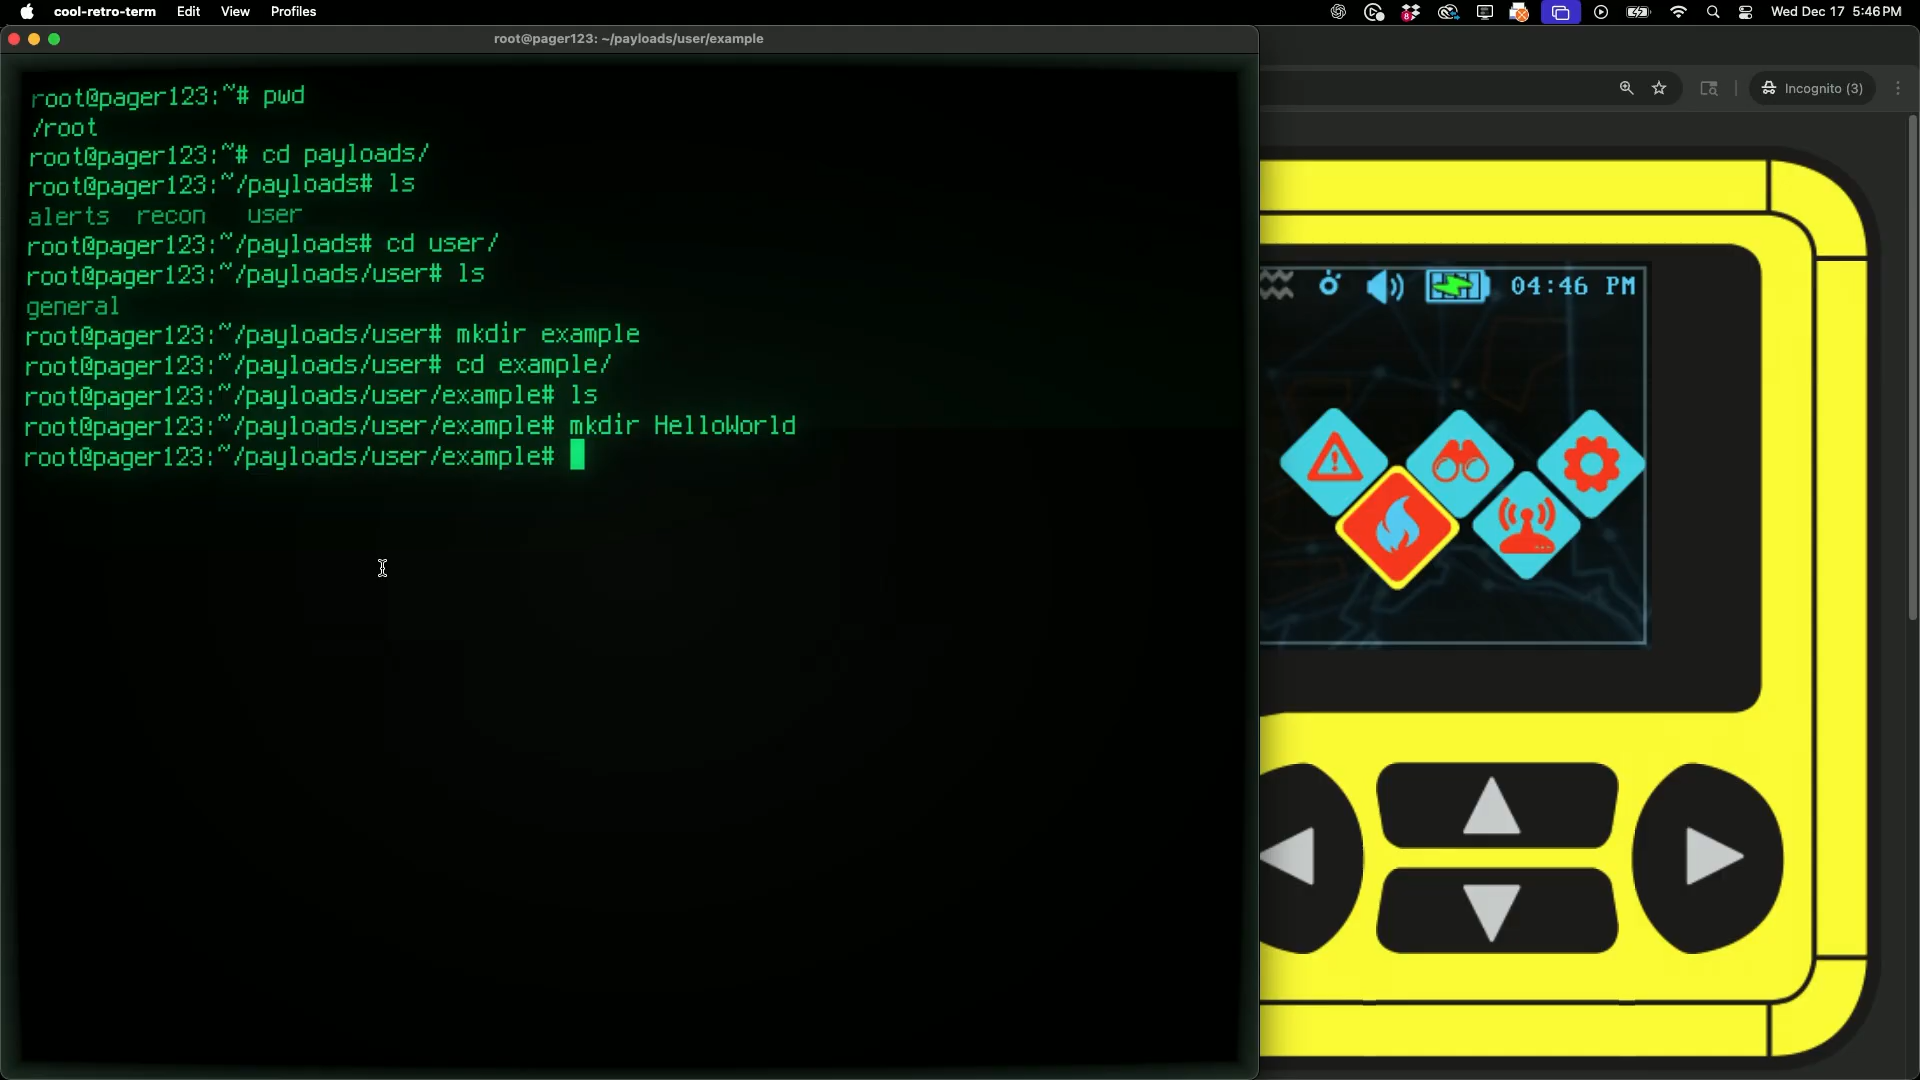 cool-retro-term Edit View Profiles
8
Wed Dec 17 5:46 PM
root@pager123: ~/payloads/user/example
Incognito (3)
root@pager123:~# pwd
/root
root@pager123:~# cd payloads/
root@pager123:~/payloads# ls
alerts recon user
root@pager123:~/payloads# cd user/
root@pager123:~/payloads/user# ls
general
root@pager123:~/payloads/user# mkdir example
root@pager123:~/payloads/user# cd example/
root@pager123:~/payloads/user/example# ls
root@pager123:~/payloads/user/example# mkdir HelloWorld
root@pager123:~/payloads/user/example#
04:46 PM